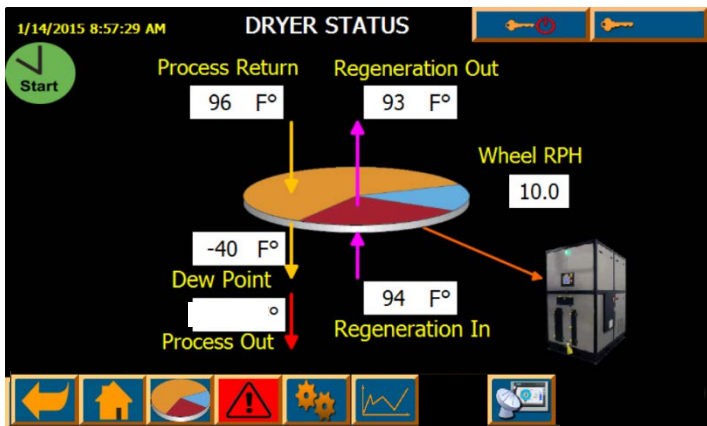 1/14/2015 8:57:29 AM
DRYER STATUS
Start
Process Return
Regeneration Out
96 F°
93 F°
Wheel RPH
10.0
-40 F°
Dew Point
94 F°
°
Process Out
Regeneration In